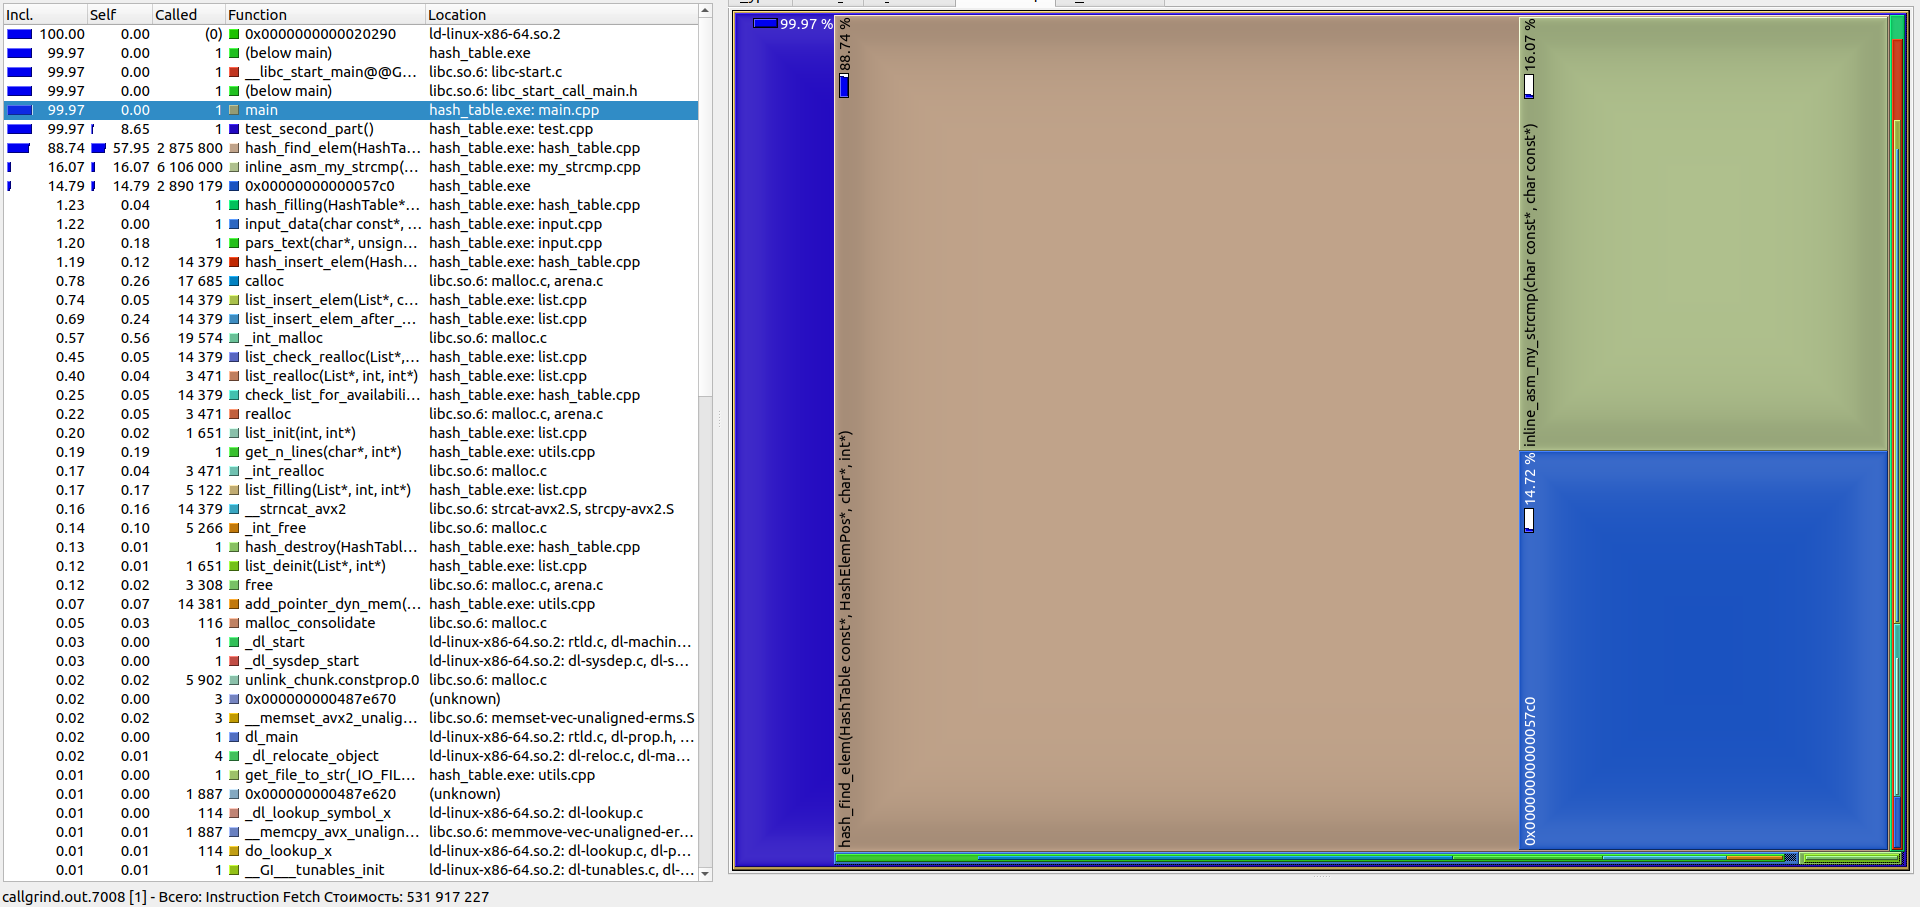 Incl. Self Called Function Location
100.00 0.00 (0) 0x0000000000020290 ld-linux-x86-64.so.2
99.97 0.00 1 (below main) hash_table.exe
99.97 0.00 1 __libc_start_main@@G... libc.so.6: libc-start.c
99.97 0.00 1 (below main) libc.so.6: libc_start_call_main.h
99.97 0.00 1 main hash_table.exe: main.cpp
99.97 8.65 1 test_second_part() hash_table.exe: test.cpp
88.74 57.95 2 875 800 hash_find_elem(HashTa... hash_table.exe: hash_table.cpp
16.07 16.07 6 106 000 inline_asm_my_strcmp(... hash_table.exe: my_strcmp.cpp
14.79 14.79 2 890 179 0x00000000000057c0 hash_table.exe
1.23 0.04 1 hash_filling(HashTable*... hash_table.exe: hash_table.cpp
1.22 0.00 1 input_data(char const*, ... hash_table.exe: input.cpp
1.20 0.18 1 pars_text(char*, unsign... hash_table.exe: input.cpp
1.19 0.12 14 379 hash_insert_elem(Hash... hash_table.exe: hash_table.cpp
0.78 0.26 17 685 calloc libc.so.6: malloc.c, arena.c
0.74 0.05 14 379 list_insert_elem(List*, c... hash_table.exe: list.cpp
0.69 0.24 14 379 list_insert_elem_after_... hash_table.exe: list.cpp
0.57 0.56 19 574 _int_malloc libc.so.6: malloc.c
0.45 0.05 14 379 list_check_realloc(List*,... hash_table.exe: list.cpp
0.40 0.04 3 471 list_realloc(List*, int, int*) hash_table.exe: list.cpp
0.25 0.05 14 379 check_list_for_availabili... hash_table.exe: hash_table.cpp
0.22 0.05 3 471 realloc libc.so.6: malloc.c, arena.c
0.20 0.02 1 651 list_init(int, int*) hash_table.exe: list.cpp
0.19 0.19 1 get_n_lines(char*, int*) hash_table.exe: utils.cpp
0.17 0.04 3 471 _int_realloc libc.so.6: malloc.c
0.17 0.17 5 122 list_filling(List*, int, int*) hash_table.exe: list.cpp
0.16 0.16 14 379 __strncat_avx2 libc.so.6: strcat-avx2.S, strcpy-avx2.S
0.14 0.10 5 266 _int_free libc.so.6: malloc.c
0.13 0.01 1 hash_destroy(HashTabl... hash_table.exe: hash_table.cpp
0.12 0.01 1 651 list_deinit(List*, int*) hash_table.exe: list.cpp
0.12 0.02 3 308 free libc.so.6: malloc.c, arena.c
0.07 0.07 14 381 add_pointer_dyn_mem(... hash_table.exe: utils.cpp
0.05 0.03 116 malloc_consolidate libc.so.6: malloc.c
0.03 0.00 1 _dl_start ld-linux-x86-64.so.2: rtld.c, dl-machin...
0.03 0.00 1 _dl_sysdep_start ld-linux-x86-64.so.2: dl-sysdep.c, dl-s...
0.02 0.02 5 902 unlink_chunk.constprop.0 libc.so.6: malloc.c
0.02 0.00 3 0x000000000487e670 (unknown)
0.02 0.02 3 __memset_avx2_unalig... libc.so.6: memset-vec-unaligned-erms.S
0.02 0.00 1 dl_main ld-linux-x86-64.so.2: rtld.c, dl-prop.h, ...
0.02 0.01 4 _dl_relocate_object ld-linux-x86-64.so.2: dl-reloc.c, dl-ma...
0.01 0.00 1 get_file_to_str(_IO_FIL... hash_table.exe: utils.cpp
0.01 0.00 1 887 0x000000000487e620 (unknown)
0.01 0.00 114 _dl_lookup_symbol_x ld-linux-x86-64.so.2: dl-lookup.c
0.01 0.01 1 887 __memcpy_avx_unalign... libc.so.6: memmove-vec-unaligned-er...
0.01 0.01 114 do_lookup_x ld-linux-x86-64.so.2: dl-lookup.c, dl-p...
0.01 0.01 1 __GI___tunables_init ld-linux-x86-64.so.2: dl-tunables.c, dl-...
99.97 %
hash_find_elem(HashTable const*, HashElemPos*, char*, int*) 88.74 %
inline_asm_my_strcmp(char const*, char const*) 16.07 %
0x00000000000057c0 14.72 %
callgrind.out.7008 [1] - Всего: Instruction Fetch Стоимость: 531 917 227